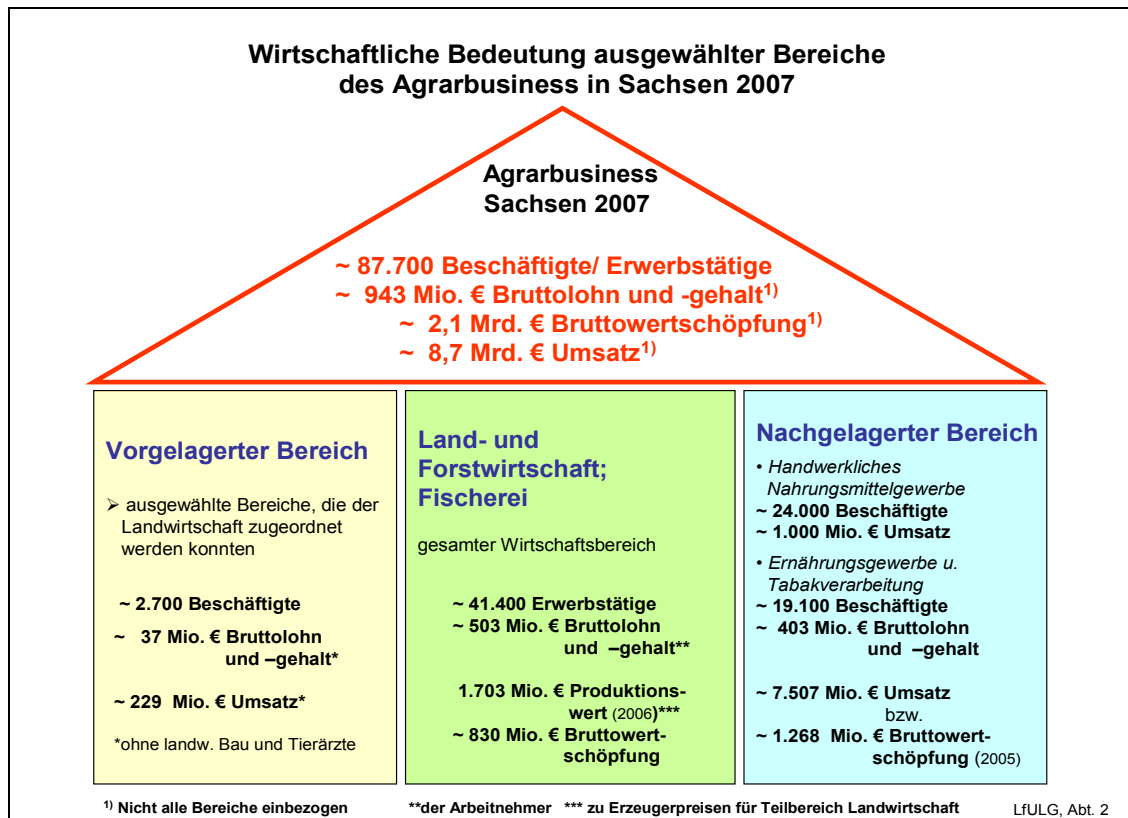 Wirtschaftliche Bedeutung ausgewählter Bereiche
des Agrarbusiness in Sachsen 2007
Agrarbusiness
Sachsen 2007
~ 87.700 Beschäftigte/ Erwerbstätige
~ 943 Mio. € Bruttolohn und -gehalt1)
~ 2,1 Mrd. € Bruttowertschöpfung1)
~ 8,7 Mrd. € Umsatz1)
Vorgelagerter Bereich
➢ ausgewählte Bereiche, die der
Landwirtschaft zugeordnet
werden konnten
~ 2.700 Beschäftigte
~ 37 Mio. € Bruttolohn
und –gehalt*
~ 229 Mio. € Umsatz*
*ohne landw. Bau und Tierärzte
Land- und
Forstwirtschaft;
Fischerei
gesamter Wirtschaftsbereich
~ 41.400 Erwerbstätige
~ 503 Mio. € Bruttolohn
und –gehalt**
1.703 Mio. € Produktions-
wert (2006)***
~ 830 Mio. € Bruttowert-
schöpfung
Nachgelagerter Bereich
• Handwerkliches
Nahrungsmittelgewerbe
~ 24.000 Beschäftigte
~ 1.000 Mio. € Umsatz
• Ernährungsgewerbe u.
Tabakverarbeitung
~ 19.100 Beschäftigte
~ 403 Mio. € Bruttolohn
und –gehalt
~ 7.507 Mio. € Umsatz
bzw.
~ 1.268 Mio. € Bruttowert-
schöpfung (2005)
1) Nicht alle Bereiche einbezogen **der Arbeitnehmer *** zu Erzeugerpreisen für Teilbereich Landwirtschaft LfULG, Abt. 2